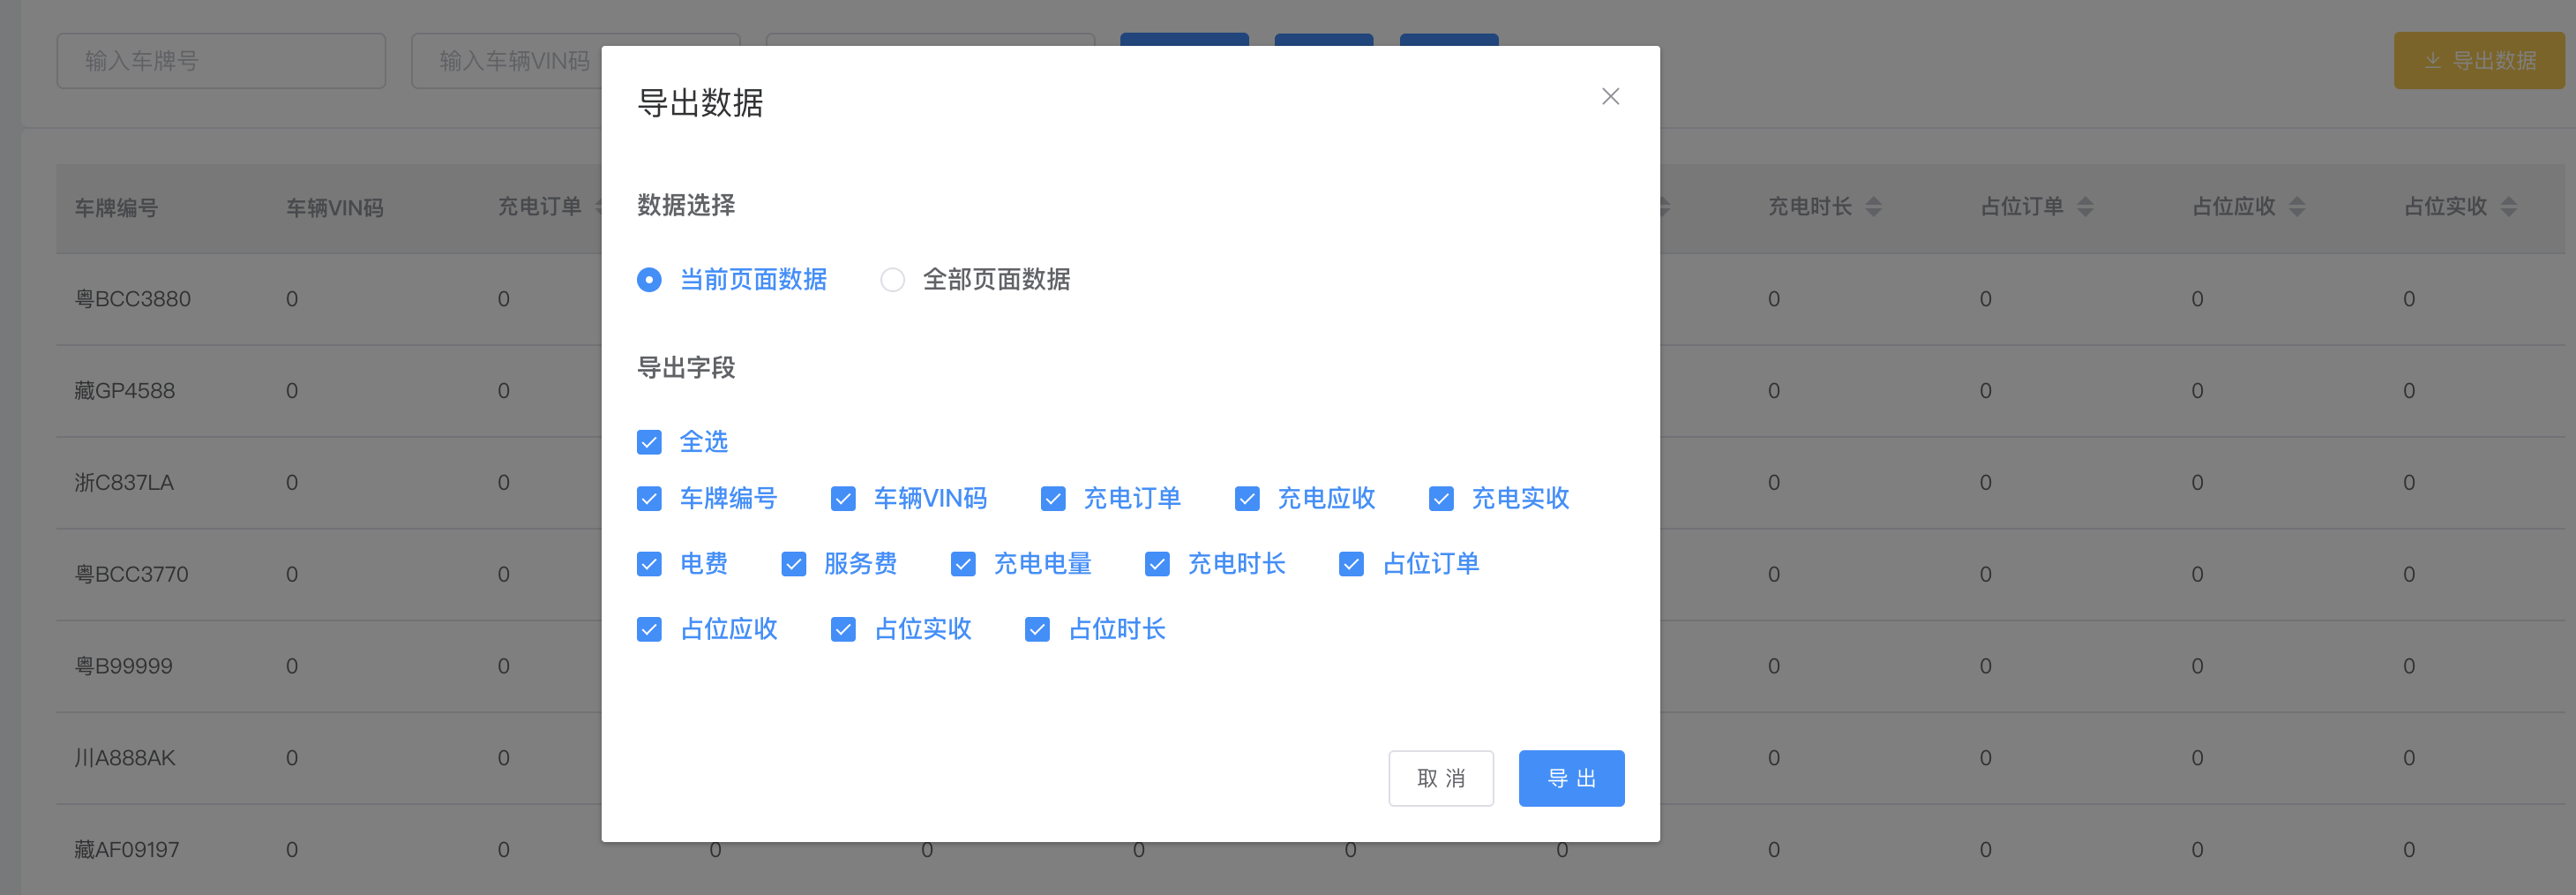 输入车牌号 输入车辆VIN码 导出数据
导出数据
车牌编号 车辆VIN码 充电订单 充电时长 占位订单 占位应收 占位实收
数据选择
当前页面数据 全部页面数据
粤BCC3880 0 0 0 0 0 0
导出字段
藏GP4588 0 0 0 0 0 0
全选
浙C837LA 0 0 0 0 0 0
车牌编号 车辆VIN码 充电订单 充电应收 充电实收
电费 服务费 充电电量 充电时长 占位订单
粤BCC3770 0 0 0 0 0 0
占位应收 占位实收 占位时长
粤B99999 0 0 0 0 0 0
川A888AK 0 0 0 0 0 0
取消 导出
藏AF09197 0 0 0 0 0 0 0 0 0 0 0